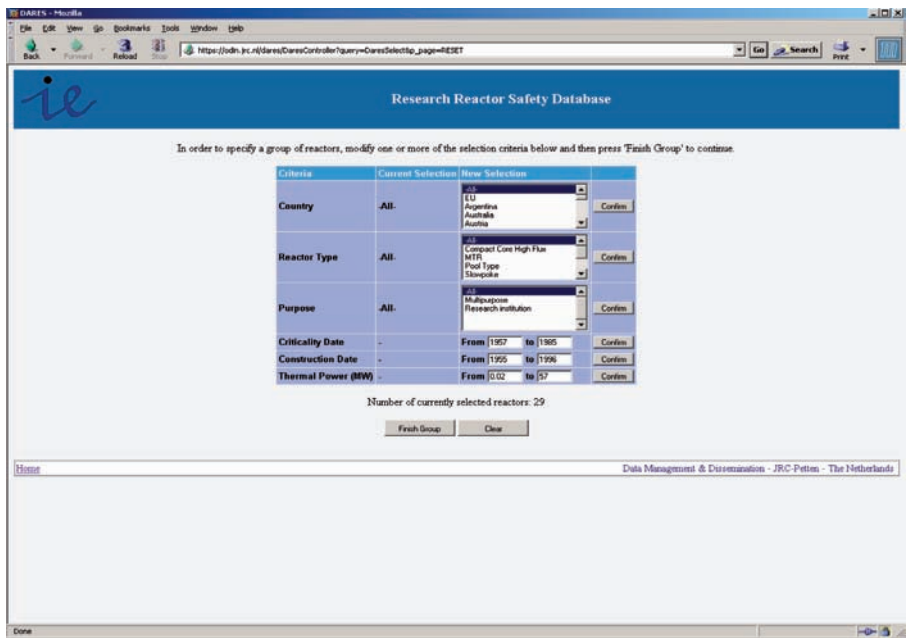 DARES - Mozilla
File Edit View Go Bookmarks Tools Window Help
Back Forward Reload Stop https://odin.jrc.nl/dares/DaresController?query=DaresSelect&p_page=RESET Go Search Print
ie Research Reactor Safety Database
In order to specify a group of reactors, modify one or more of the selection criteria below and then press 'Finish Group' to continue.
Criteria Current Selection New Selection
Country -All- Confirm
-All-
EU
Argentina
Australia
Austria
Reactor Type -All- Confirm
-All-
Compact Core High Flux
MTR
Pool Type
Slowpoke
Purpose -All- Confirm
-All-
Multipurpose
Research institution
Criticality Date - From 1957 to 1985 Confirm
Construction Date - From 1955 to 1996 Confirm
Thermal Power (MW) - From 0.02 to 57 Confirm
Number of currently selected reactors: 29
Finish Group Clear
Home Data Management & Dissemination - JRC-Petten - The Netherlands
Done